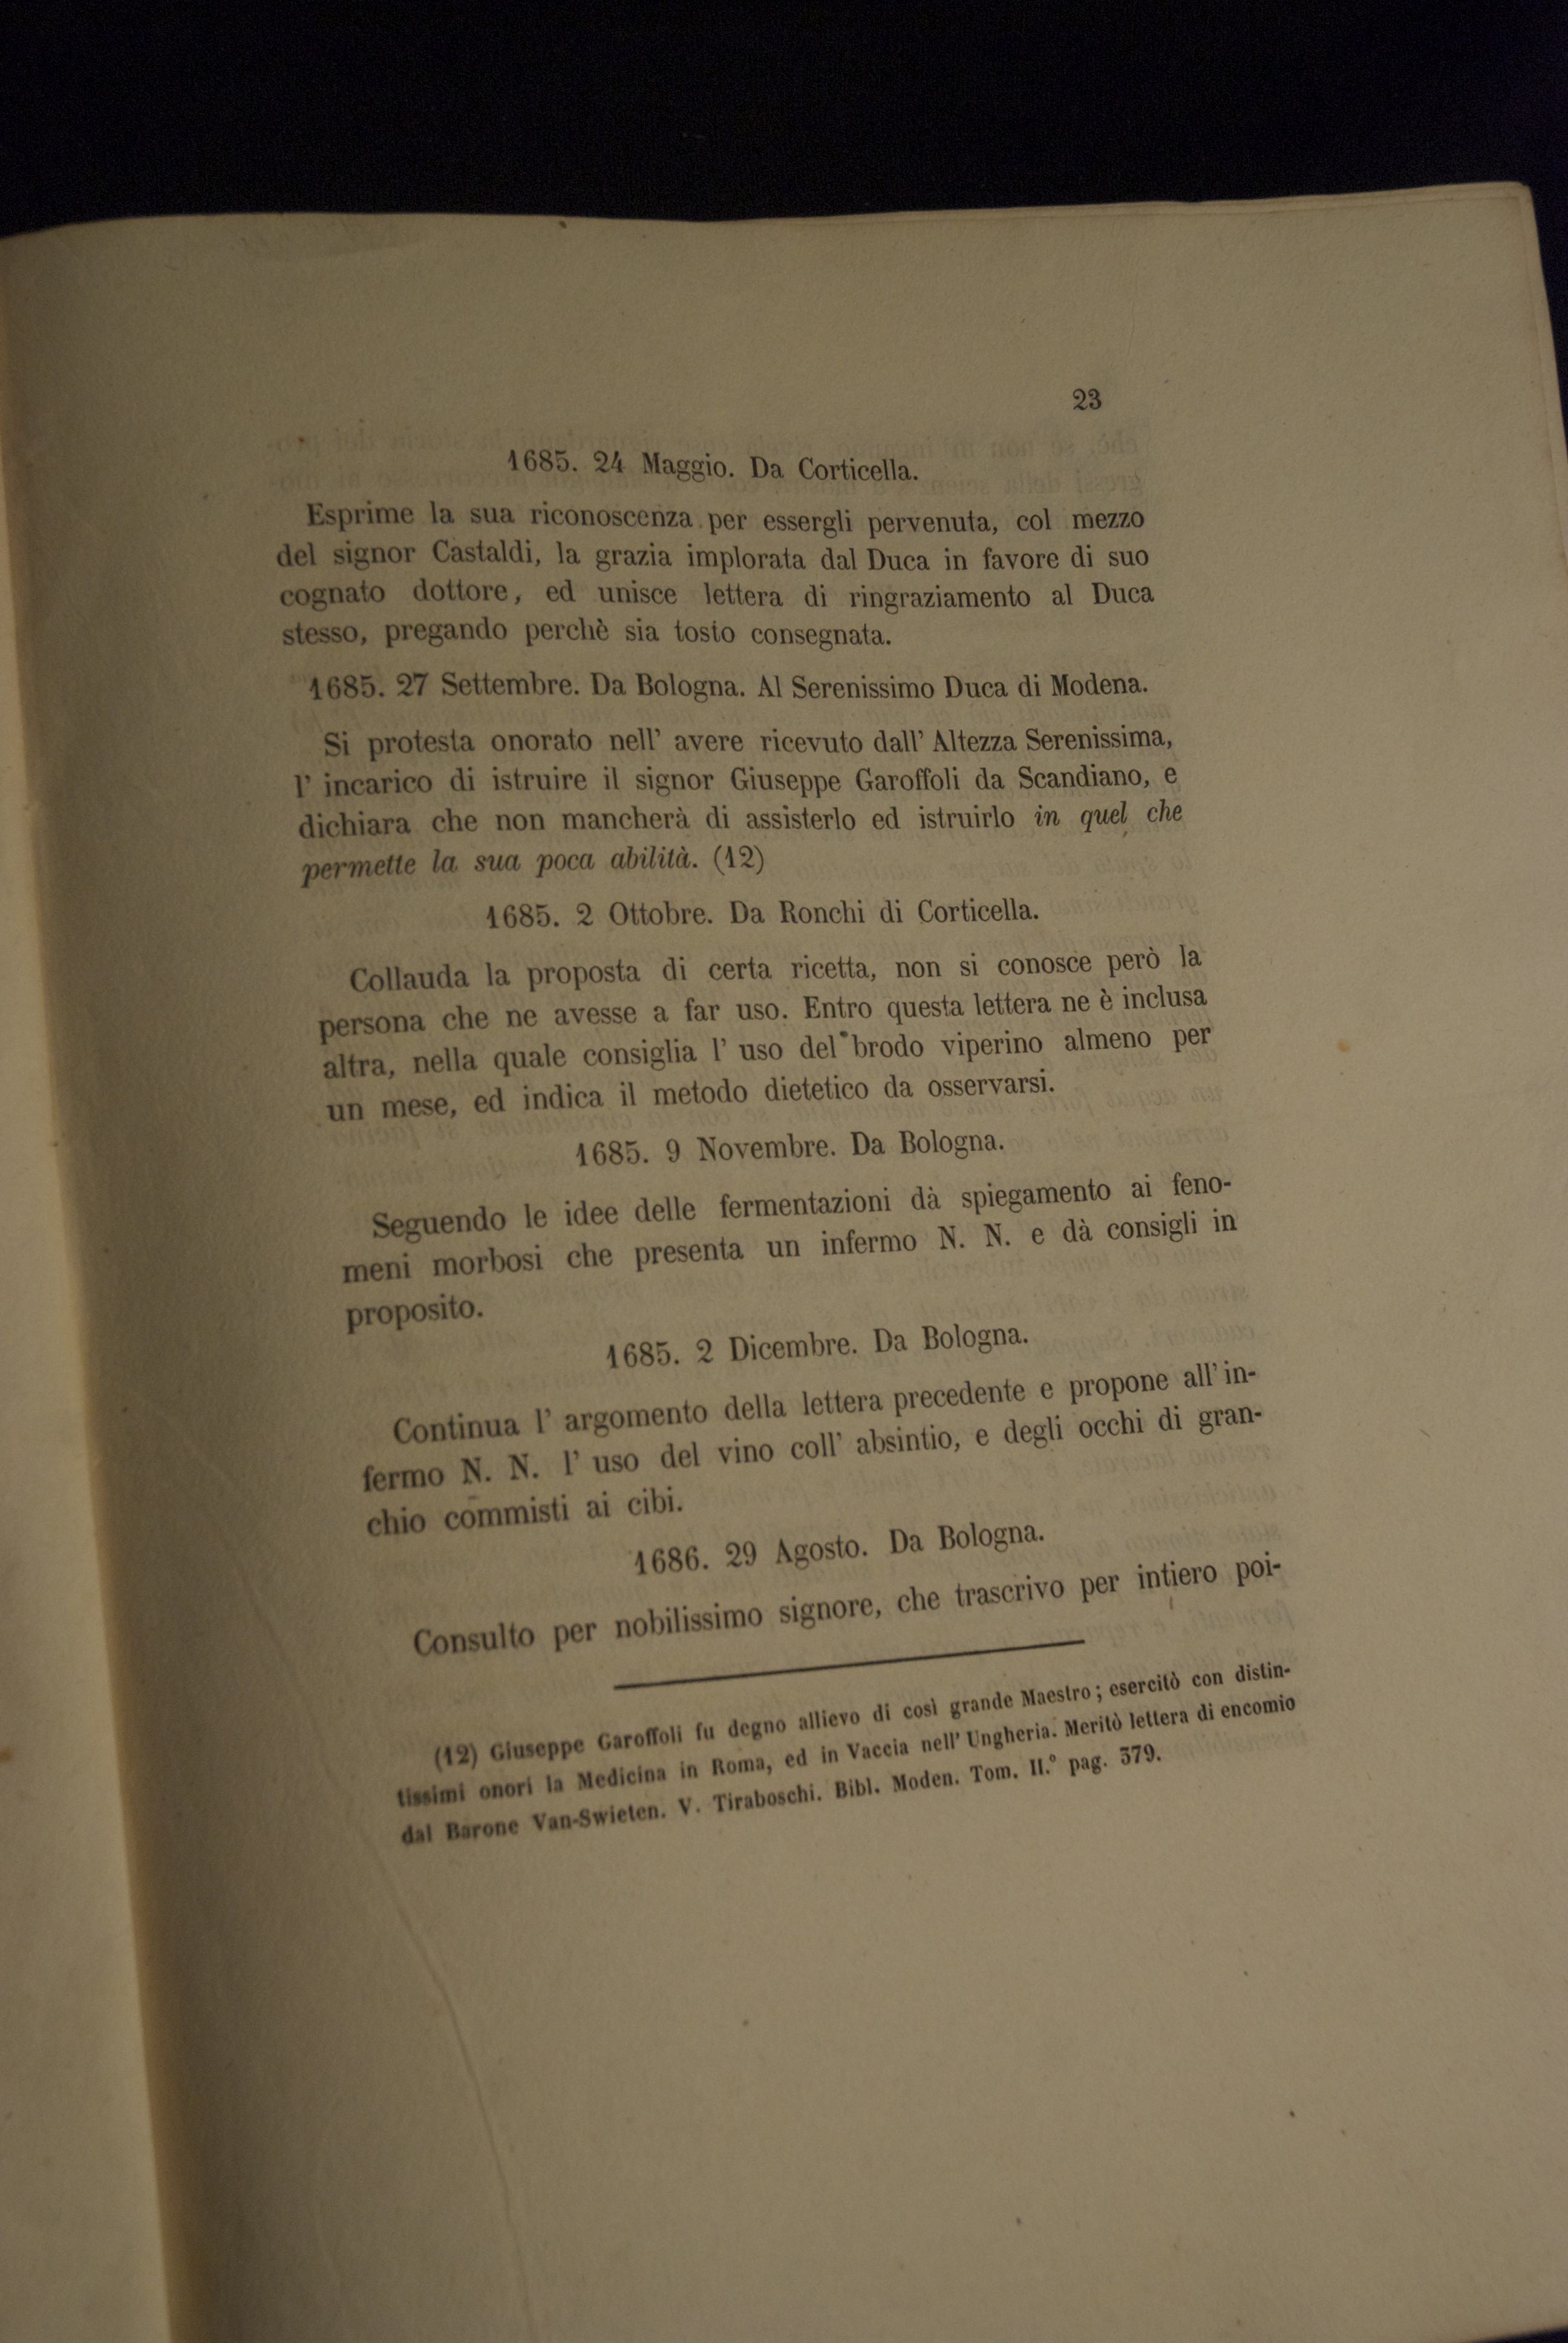 23
1685. 24 Maggio. Da Corticella.
Esprime la sua riconoscenza per essergli pervenuta, col mezzo
del signor Castaldi, la grazia implorata dal Duca in favore di suo
cognato dottore, ed unisce lettera di ringraziamento al Duca
stesso, pregando perchè sia tosto consegnata.
1685. 27 Settembre. Da Bologna. Al Serenissimo Duca di Modena.
Si protesta onorato nell' avere ricevuto dall' Altezza Serenissima,
l' incarico di istruire il signor Giuseppe Garoffoli da Scandiano, e
dichiara che non mancherà di assisterlo ed istruirlo in quel che
permette la sua poca abilità. (12)
1685. 2 Ottobre. Da Ronchi di Corticella.
Collauda la proposta di certa ricetta, non si conosce però la
persona che ne avesse a far uso. Entro questa lettera ne è inclusa
altra, nella quale consiglia l' uso del brodo viperino almeno per
un mese, ed indica il metodo dietetico da osservarsi.
1685. 9 Novembre. Da Bologna.
Seguendo le idee delle fermentazioni dà spiegamento ai feno-
meni morbosi che presenta un infermo N. N. e dà consigli in
proposito.
1685. 2 Dicembre. Da Bologna.
Continua l' argomento della lettera precedente e propone all' in-
fermo N. N. l' uso del vino coll' absintio, e degli occhi di gran-
chio commisti ai cibi.
1686. 29 Agosto. Da Bologna.
Consulto per nobilissimo signore, che trascrivo per intiero poi-
(12) Giuseppe Garoffoli fu degno allievo di così grande Maestro; esercitò con distin-
tissimi onori la Medicina in Roma, ed in Vaccia nell' Ungheria. Meritò lettera di encomio
dal Barone Van-Swieten. V. Tiraboschi. Bibl. Moden. Tom. II.° pag. 379.